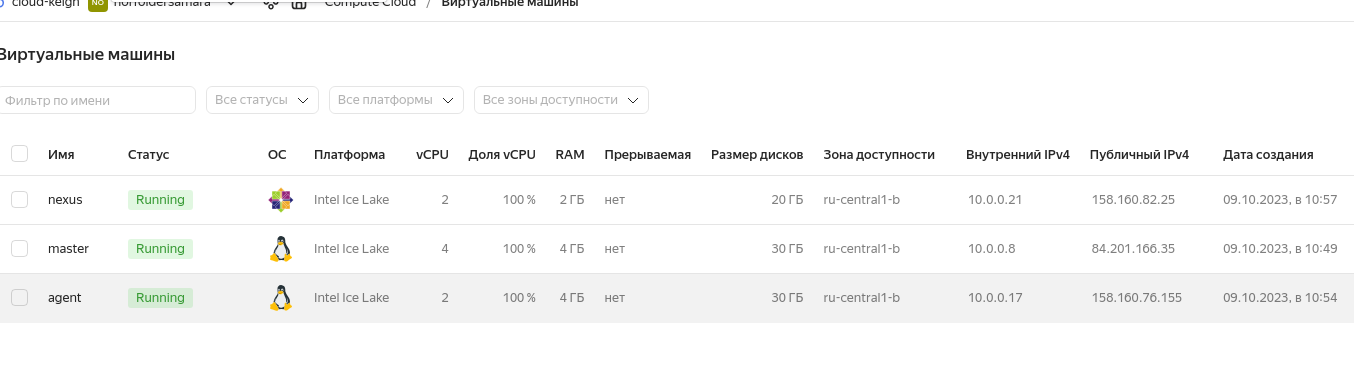 cloud-keign NO norfoldersamara Compute Cloud / Виртуальные машины
Виртуальные машины
Фильтр по имени Все статусы Все платформы Все зоны доступности
Имя Статус ОС Платформа vCPU Доля vCPU RAM Прерываемая Размер дисков Зона доступности Внутренний IPv4 Публичный IPv4 Дата создания
nexus Running Intel Ice Lake 2 100 % 2 ГБ нет 20 ГБ ru-central1-b 10.0.0.21 158.160.82.25 09.10.2023, в 10:57
master Running Intel Ice Lake 4 100 % 4 ГБ нет 30 ГБ ru-central1-b 10.0.0.8 84.201.166.35 09.10.2023, в 10:49
agent Running Intel Ice Lake 2 100 % 4 ГБ нет 30 ГБ ru-central1-b 10.0.0.17 158.160.76.155 09.10.2023, в 10:54